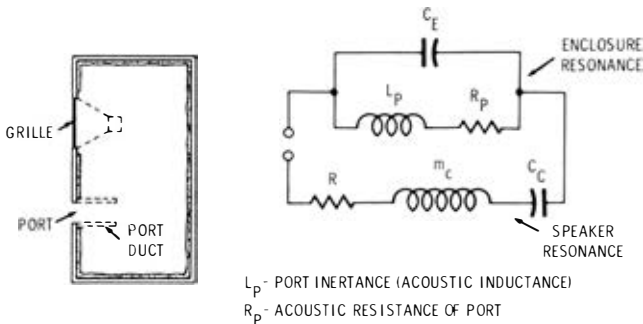 GRILLE
PORT
PORT
DUCT
C_E
L_P
R_P
R
m_c
C_C
ENCLOSURE
RESONANCE
SPEAKER
RESONANCE
L_P- PORT INERTANCE (ACOUSTIC INDUCTANCE)
R_P- ACOUSTIC RESISTANCE OF PORT